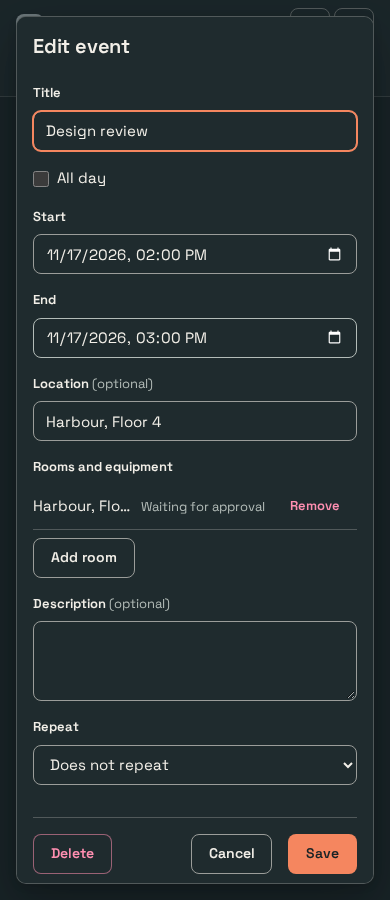 Edit event
Title
Design review
All day
Start
11/17/2026, 02:00 PM
End
11/17/2026, 03:00 PM
Location (optional)
Harbour, Floor 4
Rooms and equipment
Harbour, Flo... Waiting for approval Remove
Add room
Description (optional)
Repeat
Does not repeat
Delete Cancel Save